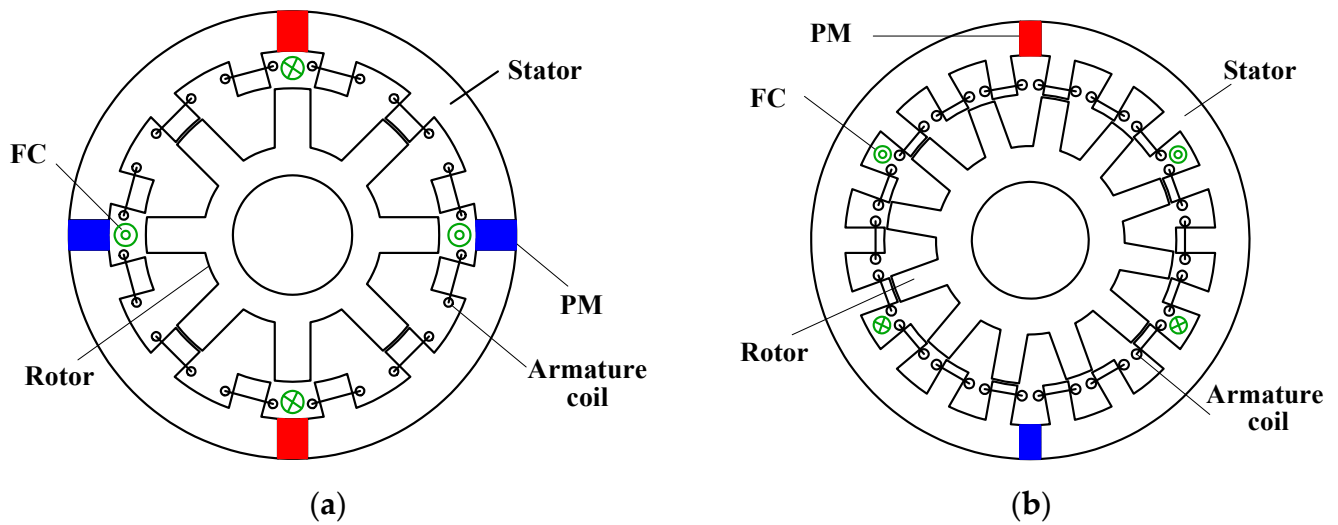 Stator
FC
PM
Rotor
Armature
coil
(a)
PM
Stator
FC
Rotor
Armature
coil
(b)